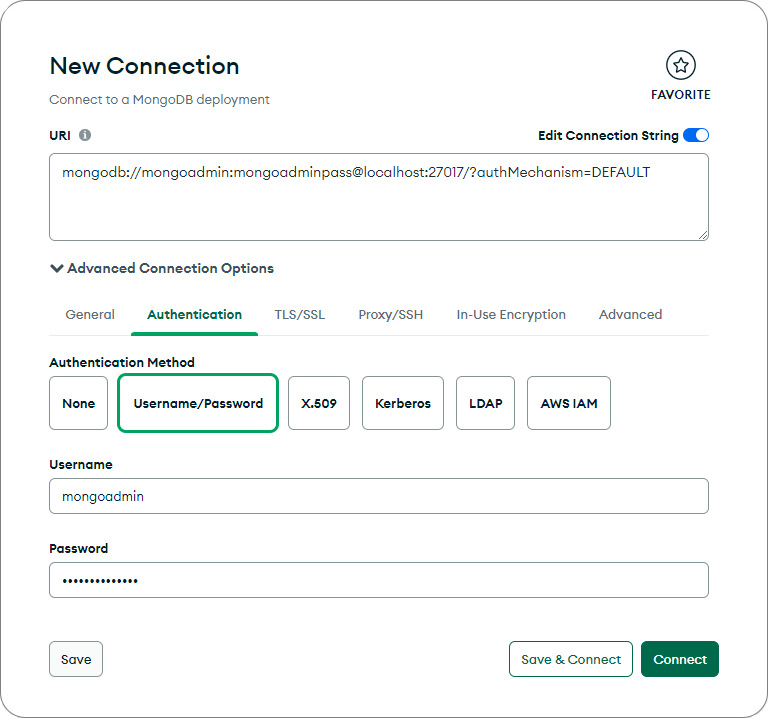 New Connection
FAVORITE
Connect to a MongoDB deployment
URI
Edit Connection String
mongodb://mongoadmin:mongoadminpass@localhost:27017/?authMechanism=DEFAULT
Advanced Connection Options
General Authentication TLS/SSL Proxy/SSH In-Use Encryption Advanced
Authentication Method
None Username/Password X.509 Kerberos LDAP AWS IAM
Username
mongoadmin
Password
••••••••••••••
Save Save & Connect Connect